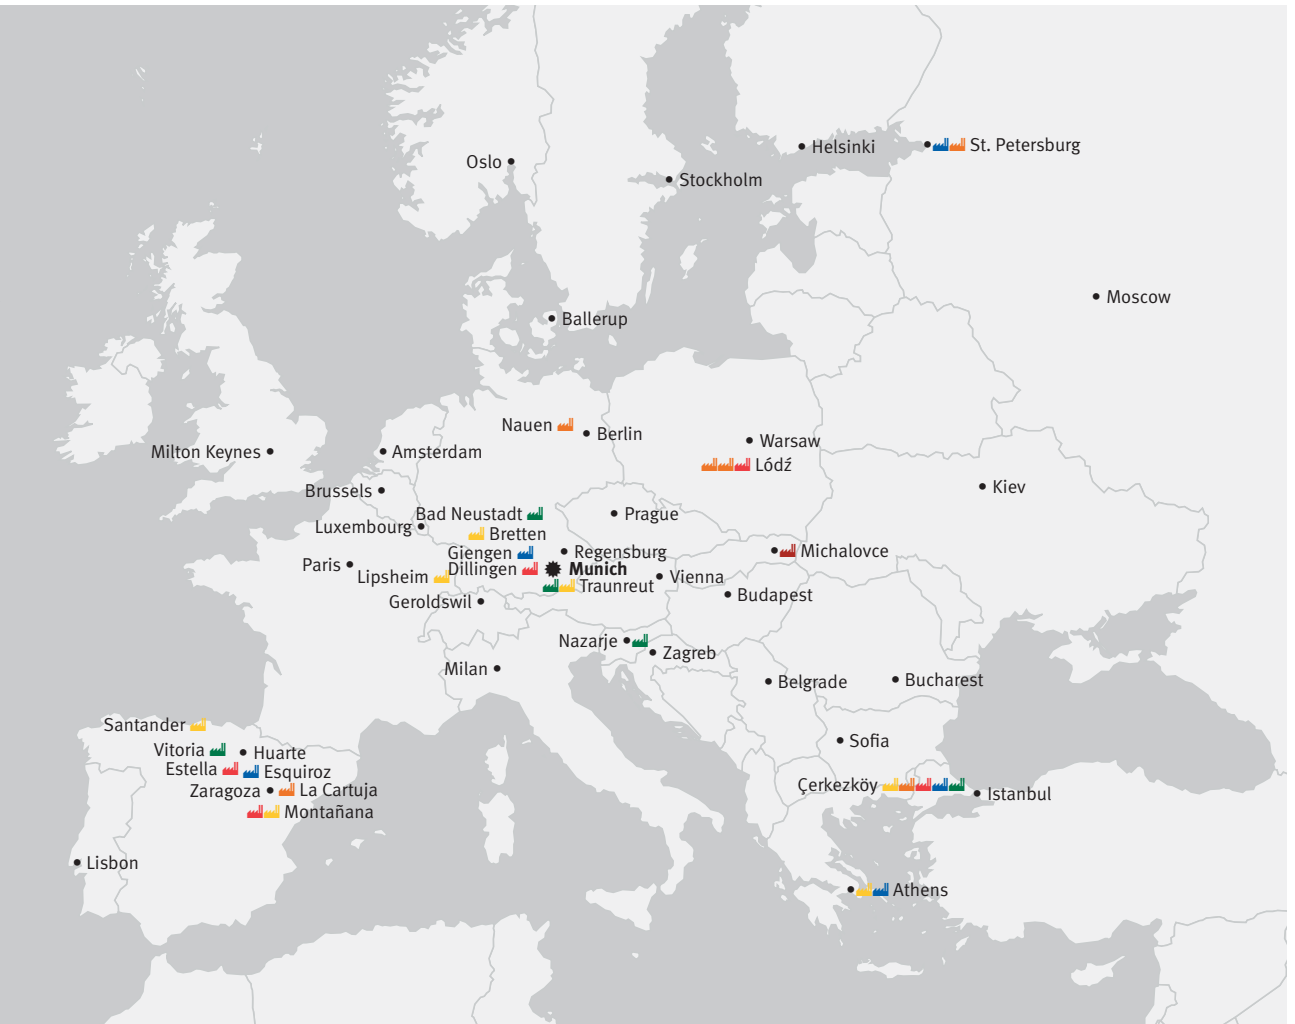 Helsinki
St. Petersburg
Oslo
Stockholm
Moscow
Ballerup
Nauen
Berlin
Warsaw
Milton Keynes
Amsterdam
Lódź
Brussels
Kiev
Bad Neustadt
Prague
Luxembourg
Bretten
Giengen
Regensburg
Michalovce
Paris
Dillingen
Munich
Lipsheim
Vienna
Traunreut
Budapest
Geroldswil
Nazarje
Zagreb
Milan
Belgrade
Bucharest
Santander
Sofia
Vitoria
Huarte
Estella
Esquiroz
Çerkezköy
Zaragoza
La Cartuja
Istanbul
Montañana
Lisbon
Athens